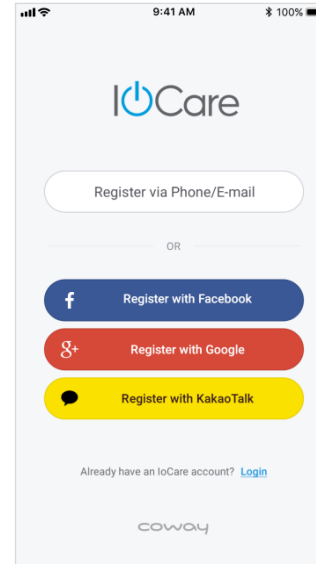 9:41 AM
100%
IoCare
Register via Phone/E-mail
OR
f
Register with Facebook
g+
Register with Google
Register with KakaoTalk
Already have an IoCare account? Login
coway